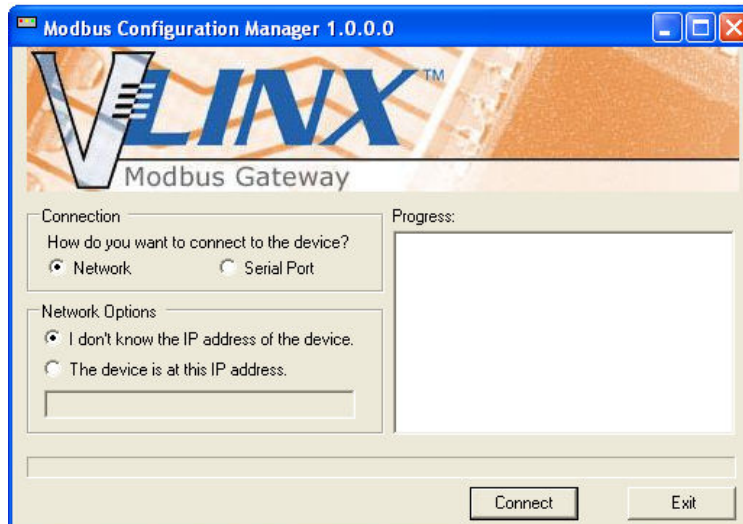 Modbus Configuration Manager 1.0.0.0
VLINX™
Modbus Gateway
Connection
How do you want to connect to the device?
Network
Serial Port
Network Options
I don't know the IP address of the device.
The device is at this IP address.
Progress:
Connect
Exit